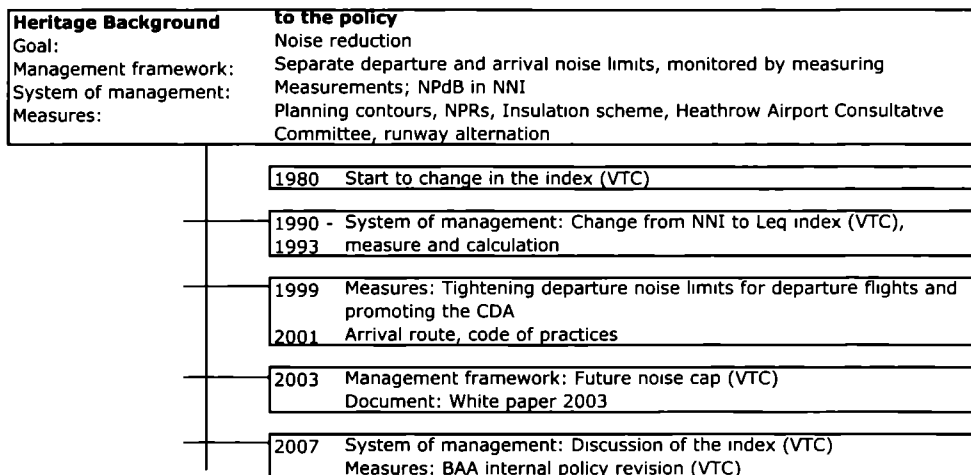 Heritage Background to the policy
Goal: Noise reduction
Management framework: Separate departure and arrival noise limits, monitored by measuring
System of management: Measurements; NPdB in NNI
Measures: Planning contours, NPRs, Insulation scheme, Heathrow Airport Consultative
Committee, runway alternation
1980 Start to change in the index (VTC)
1990 - System of management: Change from NNI to Leq index (VTC),
1993 measure and calculation
1999 Measures: Tightening departure noise limits for departure flights and
promoting the CDA
2001 Arrival route, code of practices
2003 Management framework: Future noise cap (VTC)
Document: White paper 2003
2007 System of management: Discussion of the index (VTC)
Measures: BAA internal policy revision (VTC)